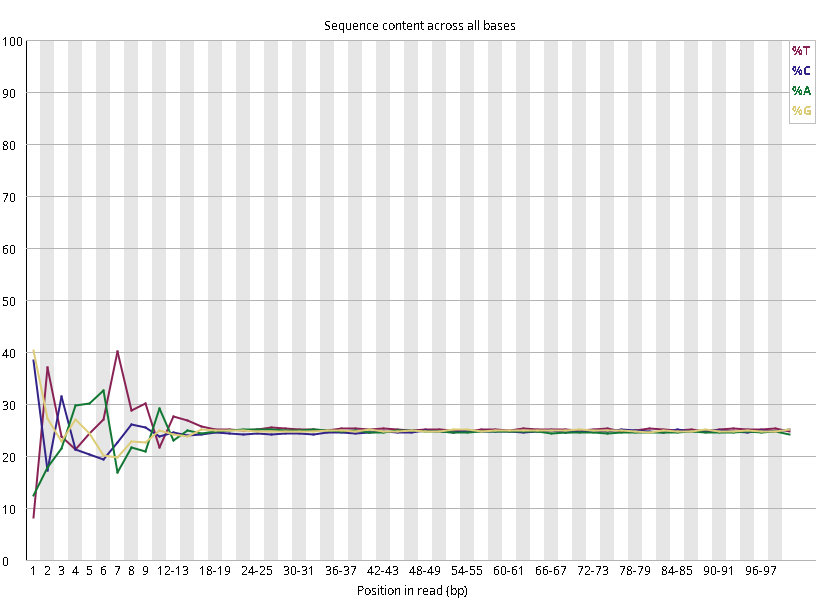 Sequence content across all bases
100
90
80
70
60
50
40
30
20
10
0
%T
%C
%A
%G
1 2 3 4 5 6 7 8 9 12-13 18-19 24-25 30-31 36-37 42-43 48-49 54-55 60-61 66-67 72-73 78-79 84-85 90-91 96-97
Position in read (bp)